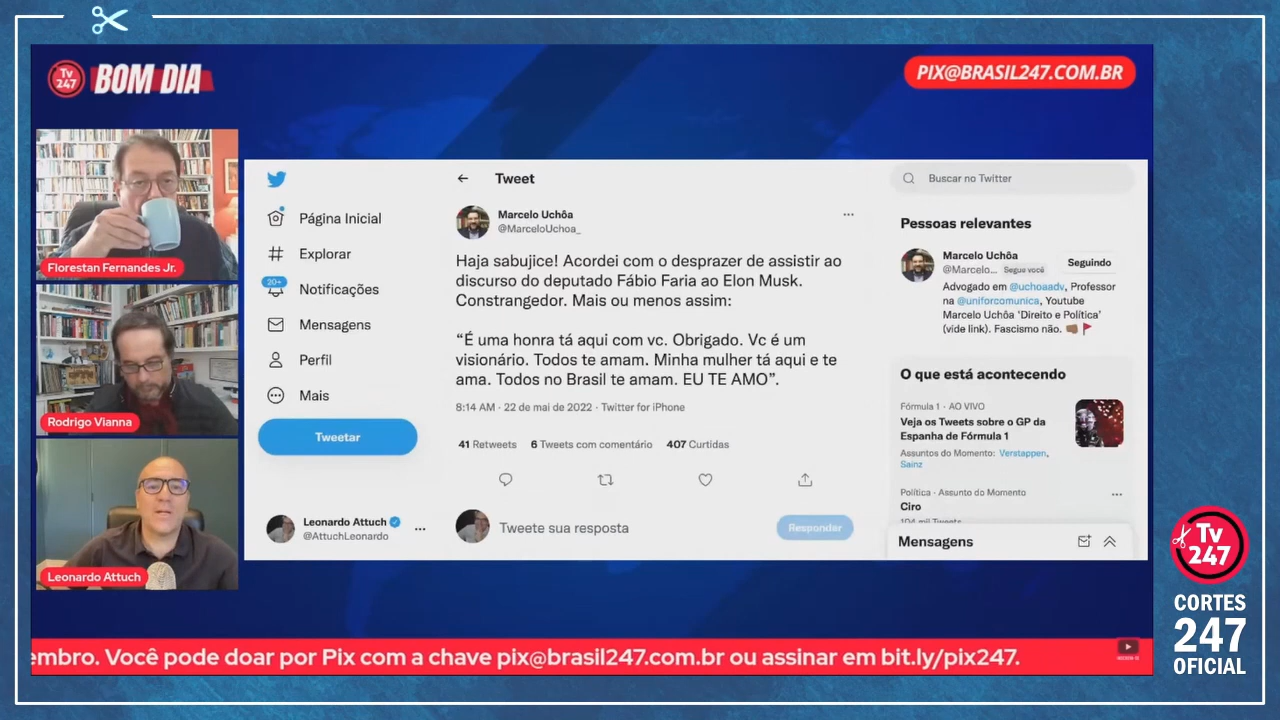 Tv
247
BOM DIA
PIX@BRASIL247.COM.BR
Florestan Fernandes Jr.
Rodrigo Vianna
Leonardo Attuch
Página Inicial
Explorar
20+
Notificações
Mensagens
Perfil
Mais
Tweetar
Leonardo Attuch
@AttuchLeonardo
Tweet
Marcelo Uchôa
@MarceloUchoa_
Haja sabujice! Acordei com o desprazer de assistir ao
discurso do deputado Fábio Faria ao Elon Musk.
Constrangedor. Mais ou menos assim:
“É uma honra tá aqui com vc. Obrigado. Vc é um
visionário. Todos te amam. Minha mulher tá aqui e te
ama. Todos no Brasil te amam. EU TE AMO”.
8:14 AM · 22 de mai de 2022 · Twitter for iPhone
41 Retweets 6 Tweets com comentário 407 Curtidas
Tweete sua resposta
Responder
Buscar no Twitter
Pessoas relevantes
Marcelo Uchôa
@Marcelo... Segue você
Seguindo
Advogado em @uchoaadv, Professor
na @uniforcomunica, Youtube
Marcelo Uchôa ‘Direito e Política’
(vide link). Fascismo não.
O que está acontecendo
Fórmula 1 · AO VIVO
Veja os Tweets sobre o GP da
Espanha de Fórmula 1
Assuntos do Momento: Verstappen,
Sainz
Política · Assunto do Momento
Ciro
104 mil Tweets
Mensagens
embro. Você pode doar por Pix com a chave pix@brasil247.com.br ou assinar em bit.ly/pix247.
Tv
247
CORTES
247
OFICIAL